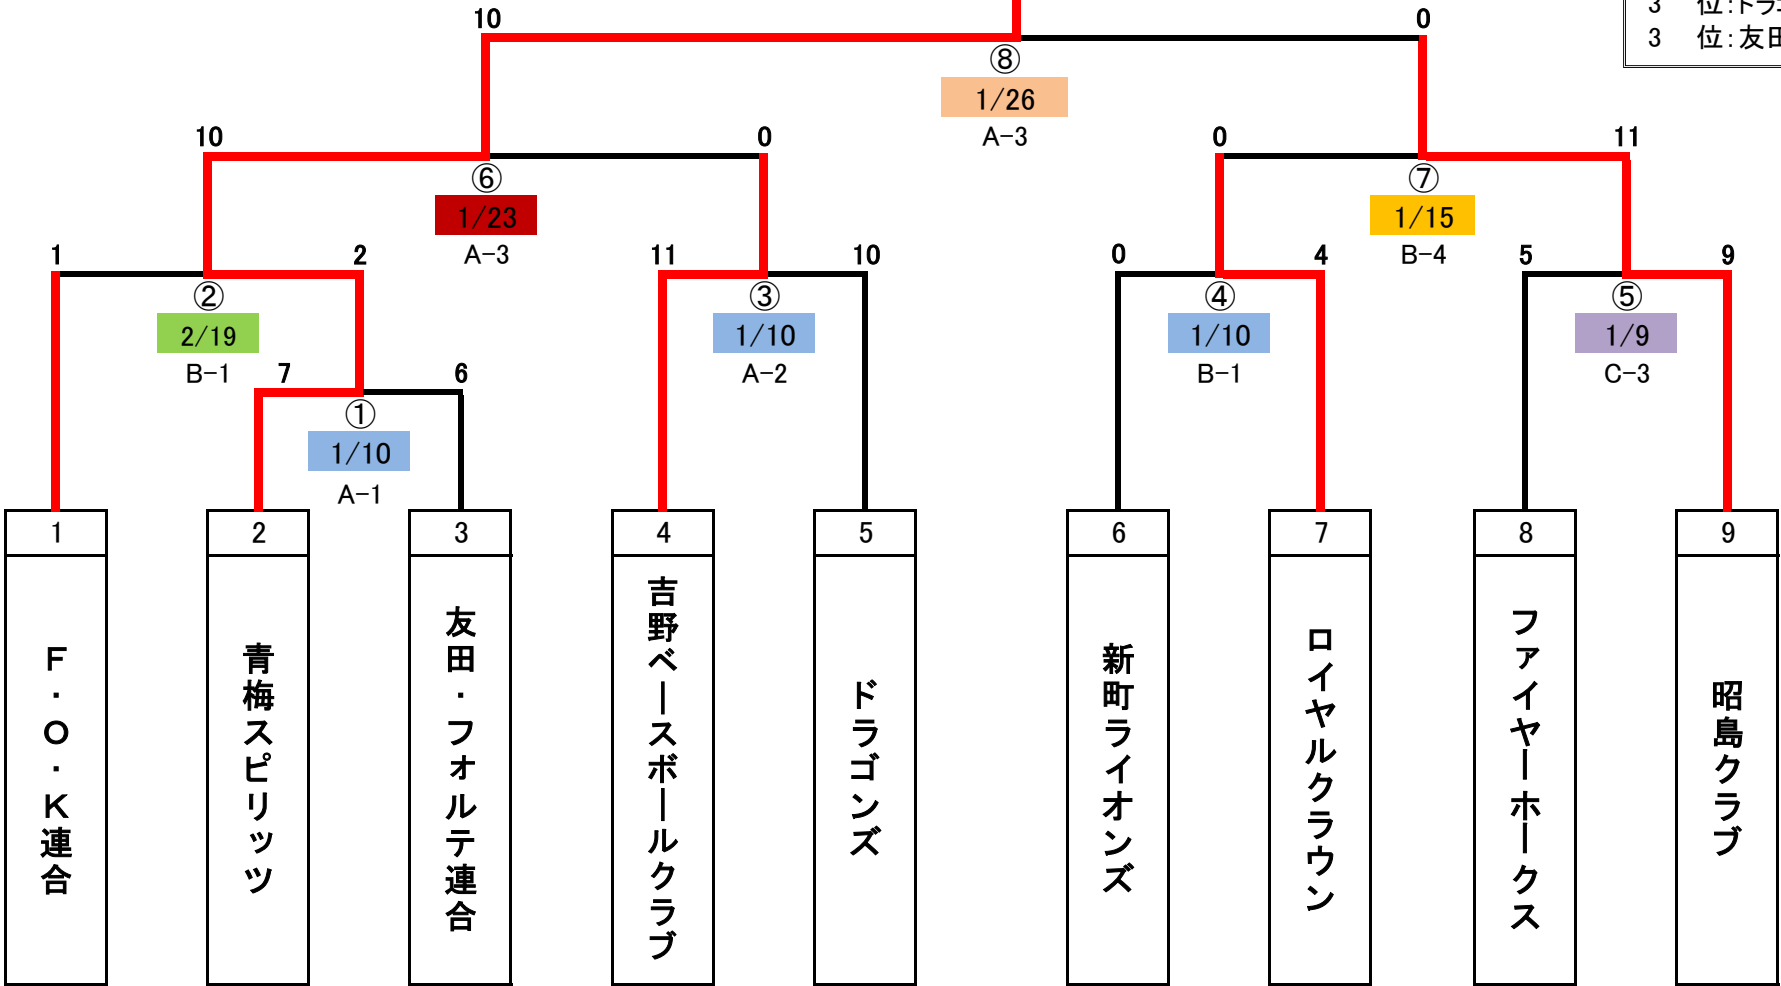 3 位:ドラ
3 位:友田
10
0
⑧
1/26
A-3
10
0
0
11
⑥
1/23
A-3
⑦
1/15
B-4
1
2
11
10
0
4
5
9
②
2/19
B-1
③
1/10
A-2
④
1/10
B-1
⑤
1/9
C-3
7
6
①
1/10
A-1
1
2
3
4
5
6
7
8
9
F・O・K連合
青梅スピリッツ
友田・フォルテ連合
吉野ベースボールクラブ
ドラゴンズ
新町ライオンズ
ロイヤルクラウン
ファイヤーホークス
昭島クラブ